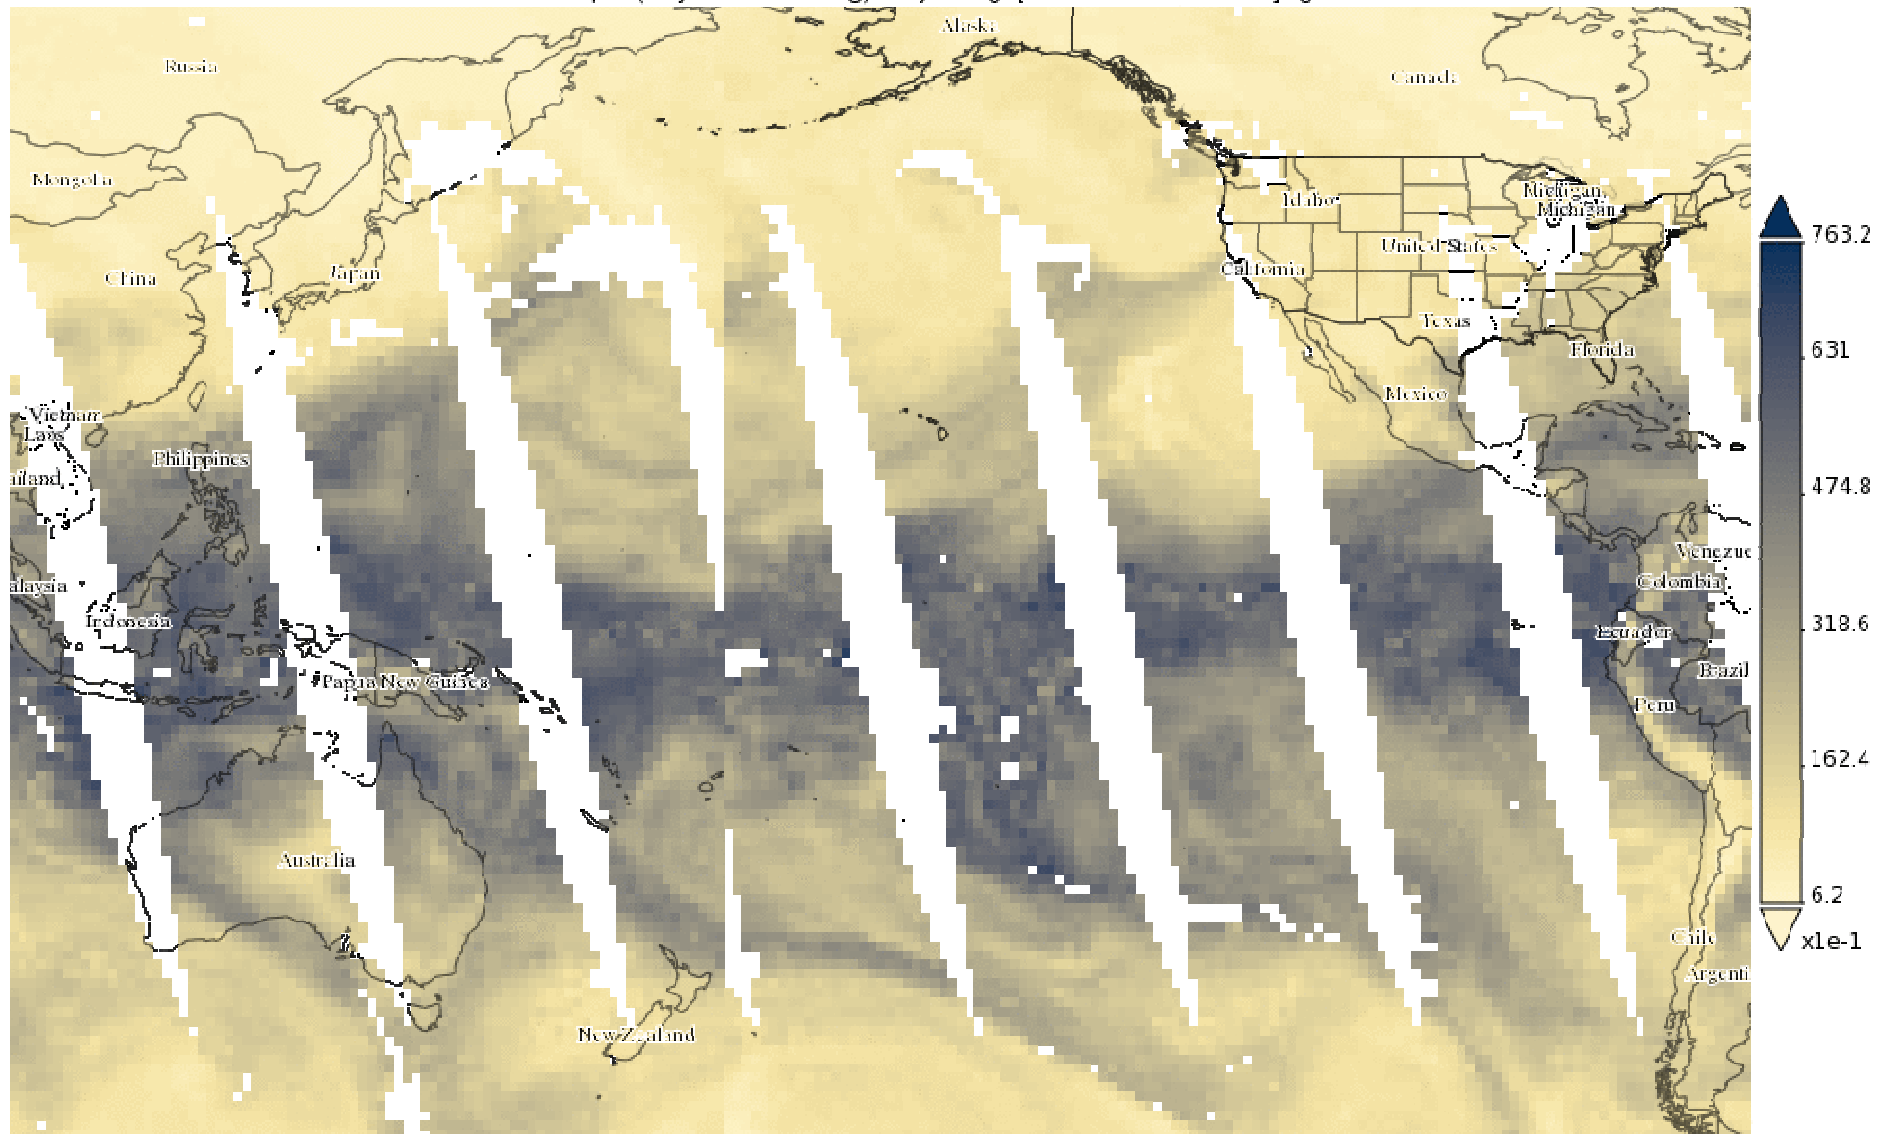 Alaska
Russia
Canada
Mongolia
Michigan
Michigan
Idaho
United States
China
Japan
California
763.2
631
Texas
Florida
Mexico
Vietnam
Laos
Philippines
ailand
474.8
Venezue
alaysia
Colombia
Indonesia
Ecuador
318.6
Papua New Guinea
Brazil
Peru
162.4
Australia
6.2
x1e-1
Chile
Argenti
New Zealand